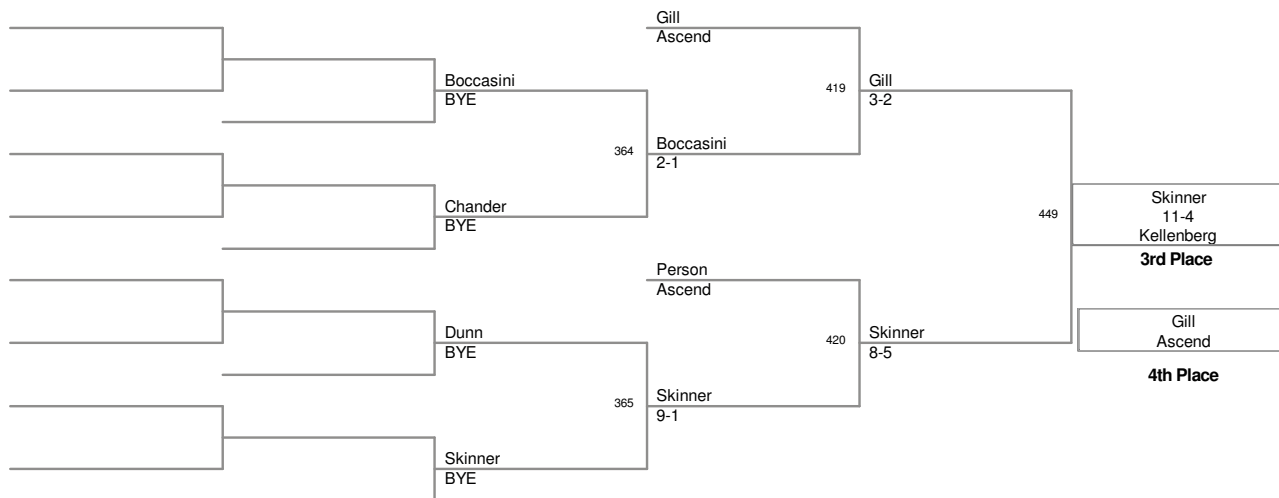 Gill
Ascend
Boccasini
BYE
419
Gill
3-2
364
Boccasini
2-1
Chander
BYE
449
Skinner
11-4
Kellenberg
3rd Place
Person
Ascend
Dunn
BYE
420
Skinner
8-5
Gill
Ascend
4th Place
365
Skinner
9-1
Skinner
BYE